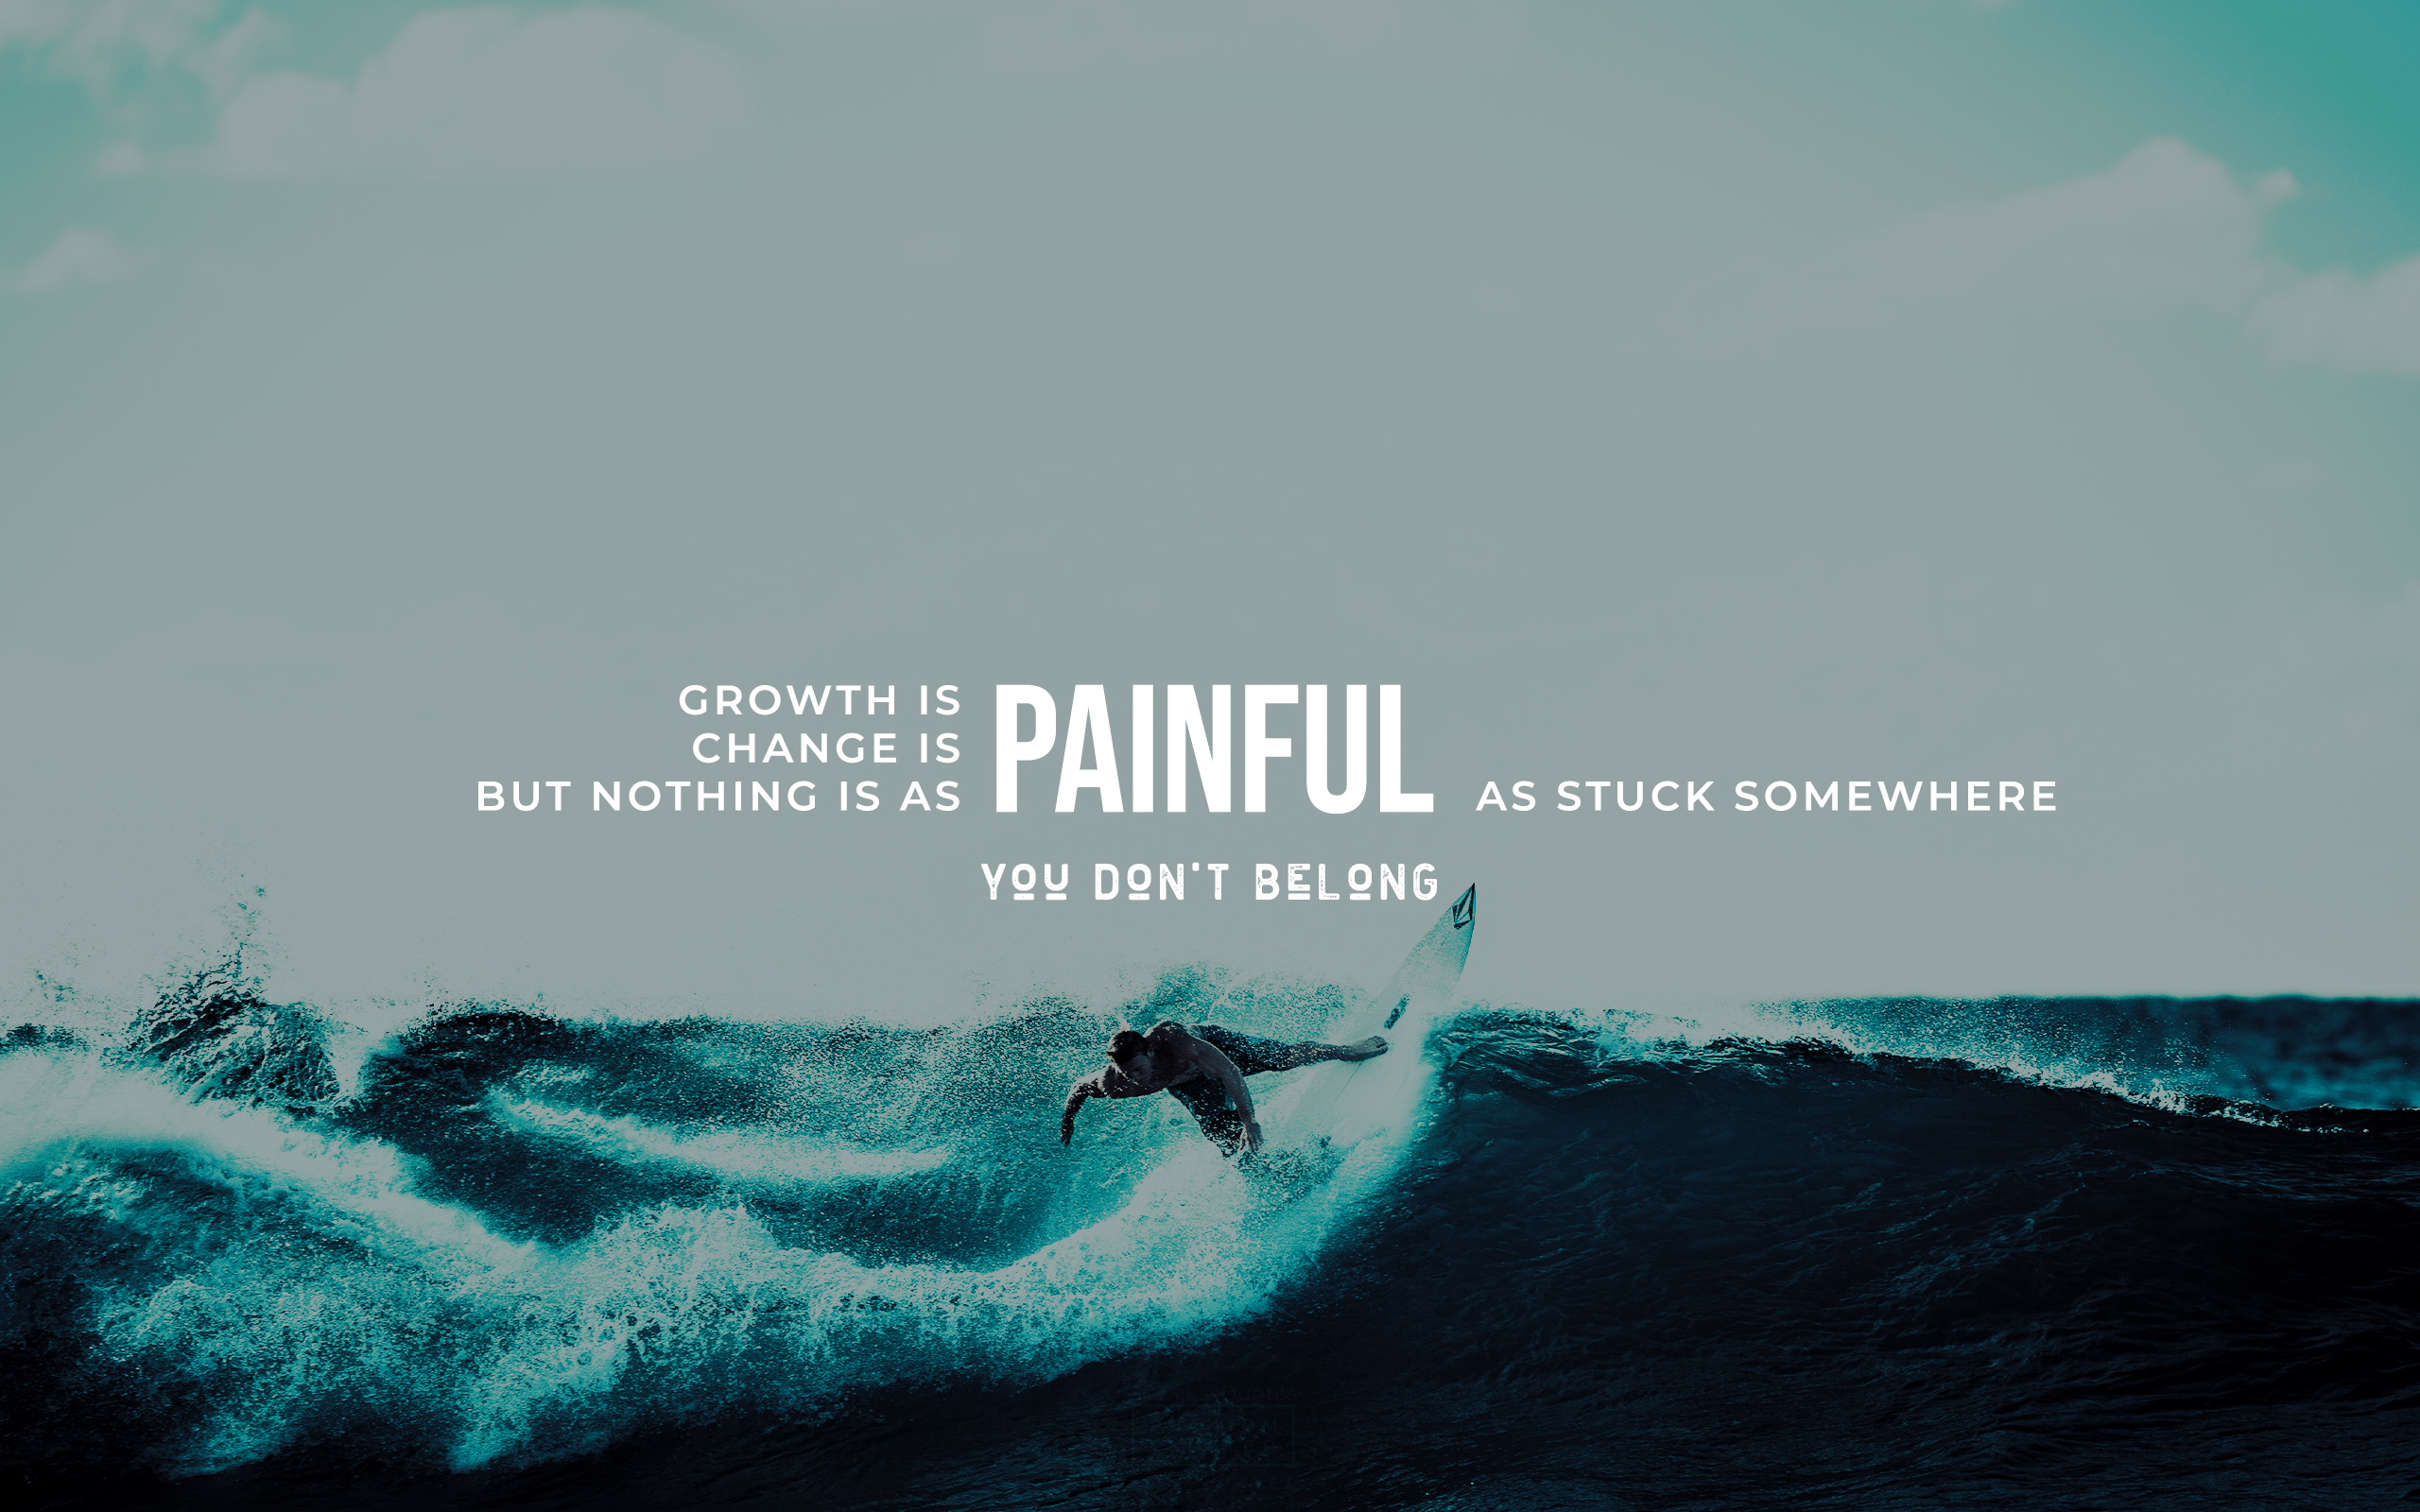 GROWTH IS
CHANGE IS
BUT NOTHING IS AS PAINFUL AS STUCK SOMEWHERE
YOU DON'T BELONG